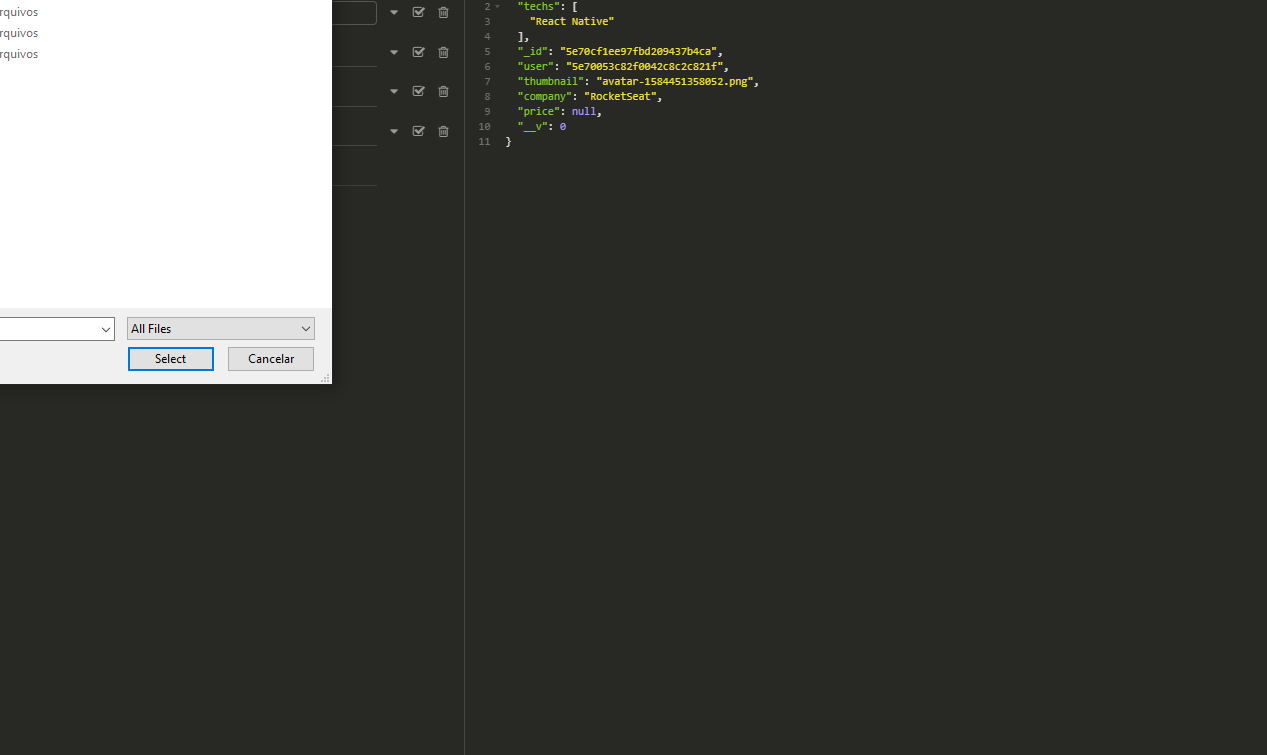 rquivos
rquivos
rquivos
All Files
Select
Cancelar
2 "techs": [
3 "React Native"
4 ],
5 "_id": "5e70cf1ee97fbd209437b4ca",
6 "user": "5e70053c82f0042c8c2c821f",
7 "thumbnail": "avatar-1584451358052.png",
8 "company": "RocketSeat",
9 "price": null,
10 "__v": 0
11 }